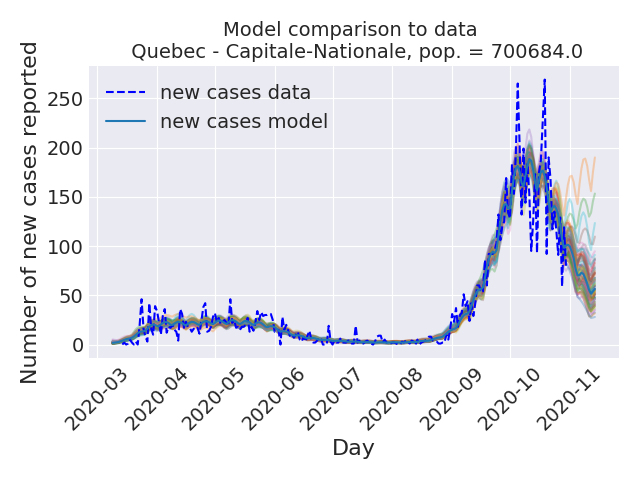 Model comparison to data
Quebec - Capitale-Nationale, pop. = 700684.0
Number of new cases reported
250
200
150
100
50
0
new cases data
new cases model
2020-03
2020-04
2020-05
2020-06
2020-07
2020-08
2020-09
2020-10
2020-11
Day